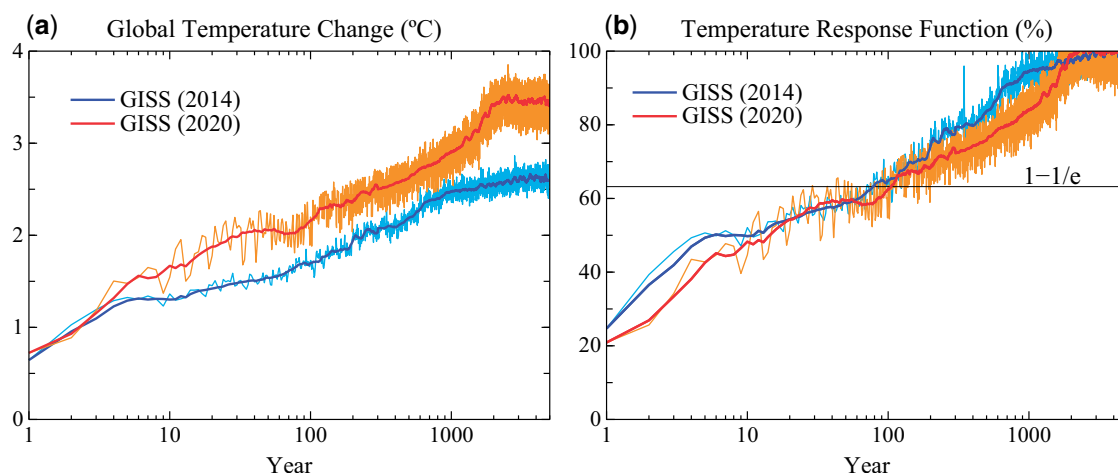 (a) Global Temperature Change (ºC)
4
3
2
1
0
GISS (2014)
GISS (2020)
1 10 100 1000
Year
(b) Temperature Response Function (%)
100
80
60
40
20
0
GISS (2014)
GISS (2020)
1−1/e
1 10 100 1000
Year